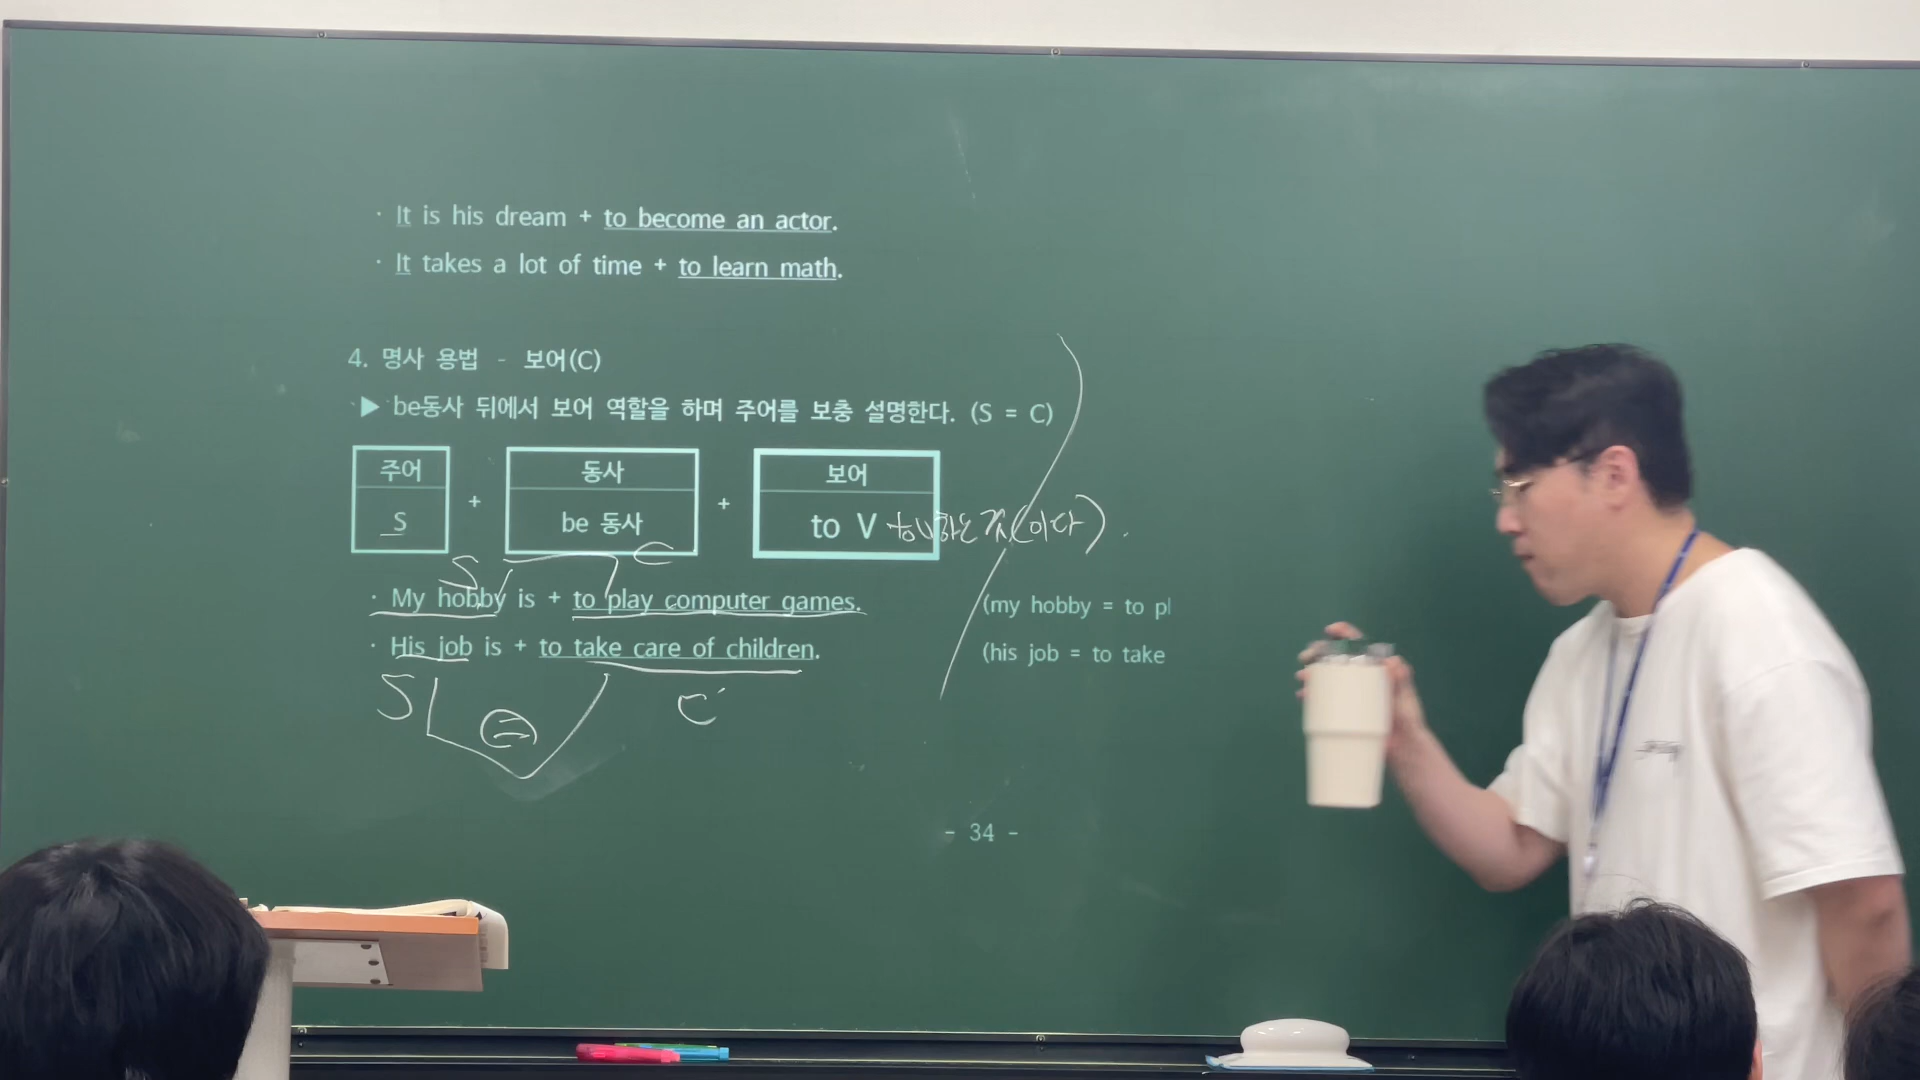 · It is his dream + to become an actor.
· It takes a lot of time + to learn math.
4. 명사 용법 - 보어(C)
▶ be동사 뒤에서 보어 역할을 하며 주어를 보충 설명한다. (S = C)
주어 동사 보어
S + be 동사 + to V to V하는 것(이다).
S C
· My hobby is + to play computer games. (my hobby = to pl
· His job is + to take care of children. (his job = to take
S = C
- 34 -